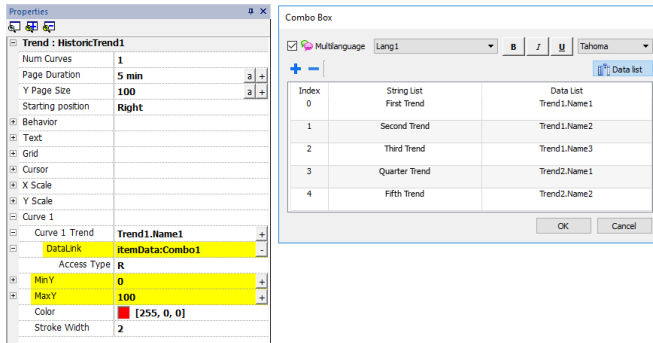 Properties
Trend : HistoricTrend1
Num Curves 1
Page Duration 5 min a +
Y Page Size 100 a +
Starting position Right
Behavior
Text
Grid
Cursor
X Scale
Y Scale
Curve 1
Curve 1 Trend Trend1.Name1 +
DataLink itemData:Combo1 -
Access Type R
MinY 0 +
MaxY 100 +
Color [255, 0, 0]
Stroke Width 2
Combo Box
Multilanguage Lang1 B I U Tahoma
Data list
Index String List Data List
0 First Trend Trend1.Name1
1 Second Trend Trend1.Name2
2 Third Trend Trend1.Name3
3 Quarter Trend Trend2.Name1
4 Fifth Trend Trend2.Name2
OK Cancel